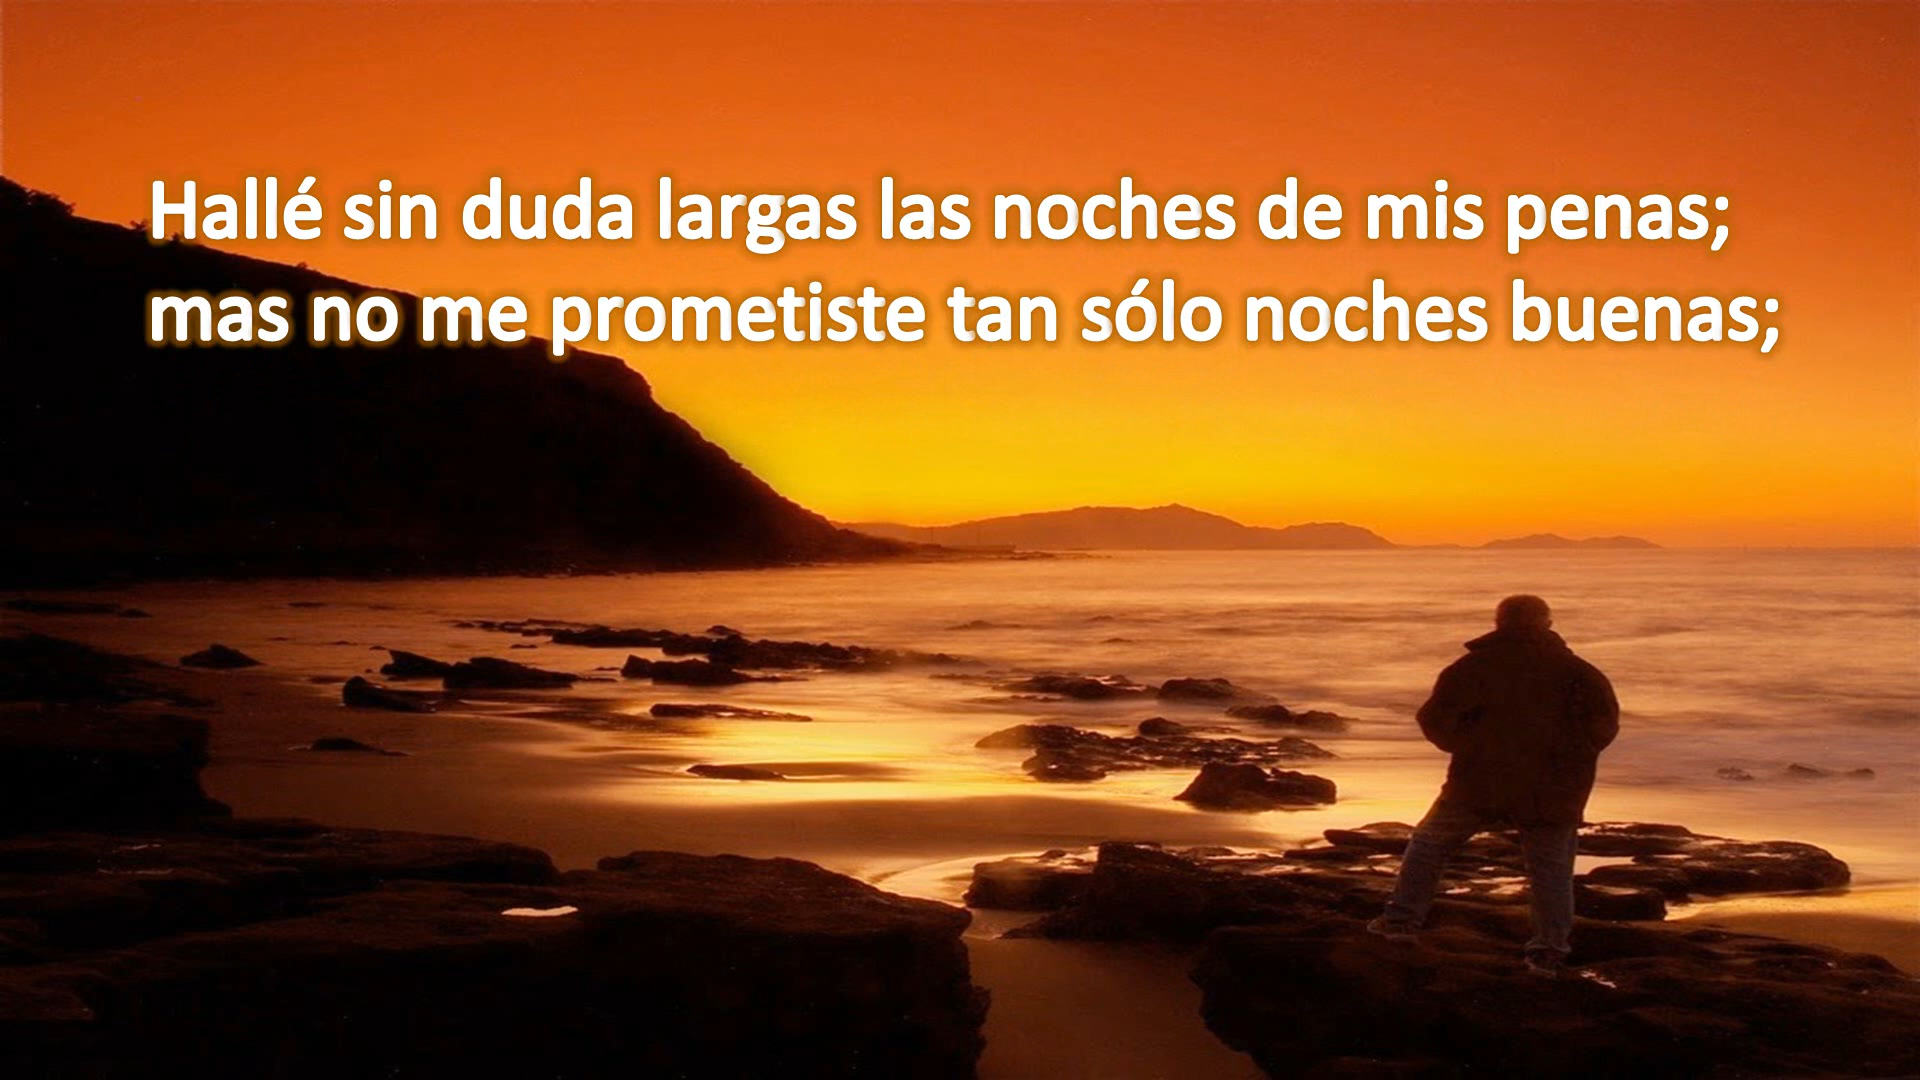 Hallé sin duda largas las noches de mis penas;
mas no me prometiste tan sólo noches buenas;